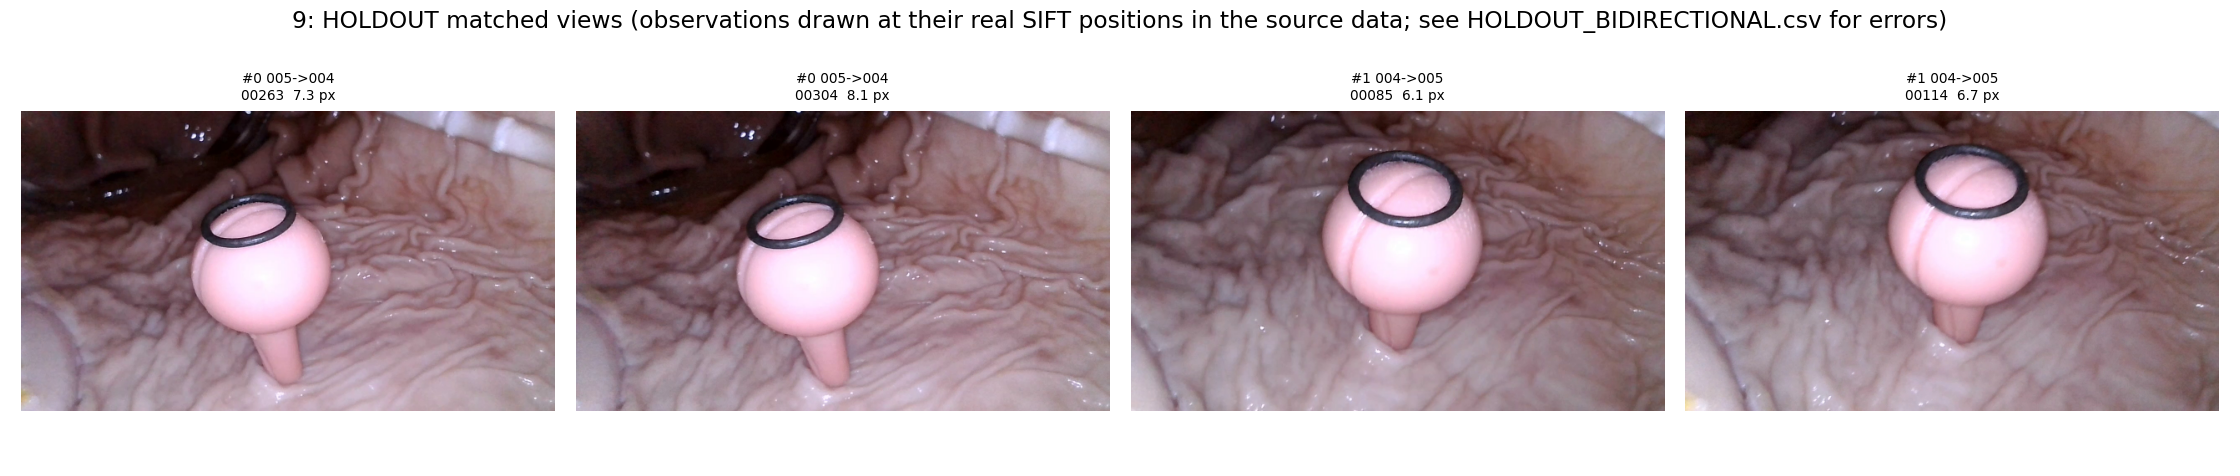 9: HOLDOUT matched views (observations drawn at their real SIFT positions in the source data; see HOLDOUT_BIDIRECTIONAL.csv for errors)
#0 005->004
00263  7.3 px
#0 005->004
00304  8.1 px
#1 004->005
00085  6.1 px
#1 004->005
00114  6.7 px